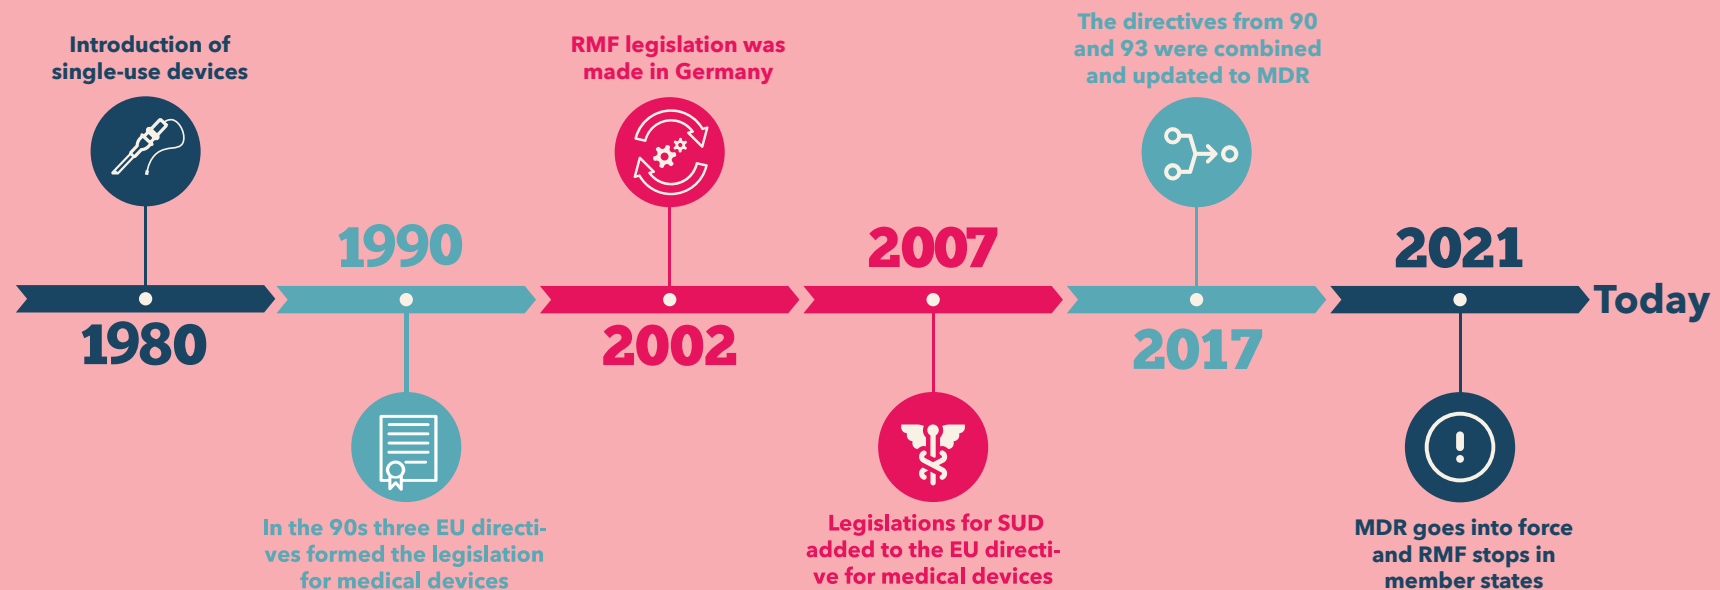 Introduction of
single-use devices
1980
1990
In the 90s three EU directi-
ves formed the legislation
for medical devices
RMF legislation was
made in Germany
2002
2007
Legislations for SUD
added to the EU directi-
ve for medical devices
The directives from 90
and 93 were combined
and updated to MDR
2017
2021
MDR goes into force
and RMF stops in
member states
Today